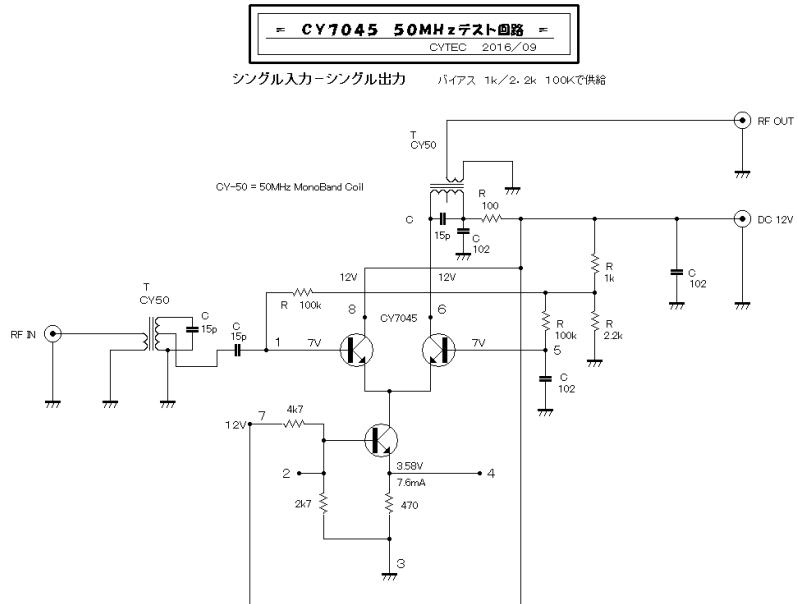 = CY7045 50MHzテスト回路 =
CYTEC 2016/09
シングル入力ーシングル出力 バイアス 1k/2.2k 100Kで供給
RF OUT
T
CY50
CY-50 = 50MHz MonoBand Coil
R
100
C
15p
C
102
DC 12V
R
1k
C
102
12V
12V
T
CY50
R 100k
C
15p
C
15p
8
CY7045
6
R
100k
R
2.2k
RF IN
1
7V
7V
5
C
102
7
4k7
12V
2
3.58V
7.6mA
4
2k7
470
3